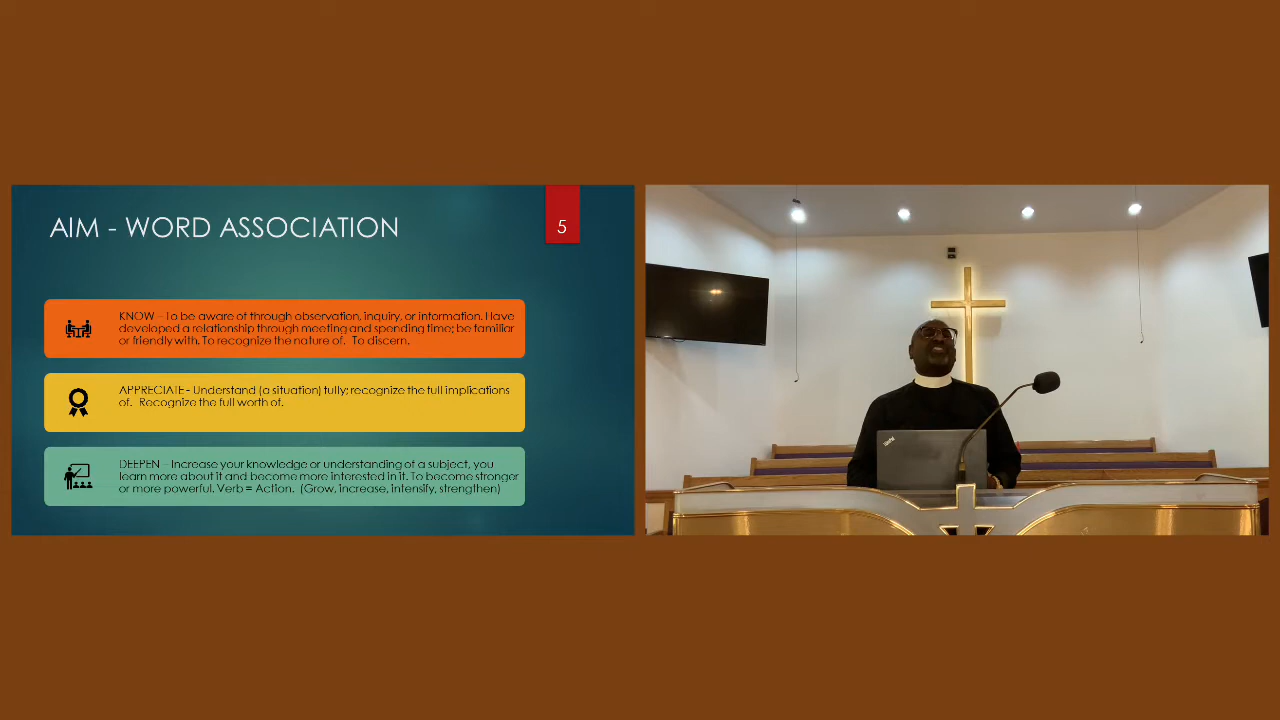 AIM - WORD ASSOCIATION
5
KNOW – To be aware of through observation, inquiry, or information. Have
developed a relationship through meeting and spending time; be familiar
or friendly with. To recognize the nature of. To discern.
APPRECIATE - Understand (a situation) fully; recognize the full implications
of. Recognize the full worth of.
DEEPEN – Increase your knowledge or understanding of a subject, you
learn more about it and become more interested in it. To become stronger
or more powerful. Verb = Action. (Grow, increase, intensify, strengthen)
ThinkPad